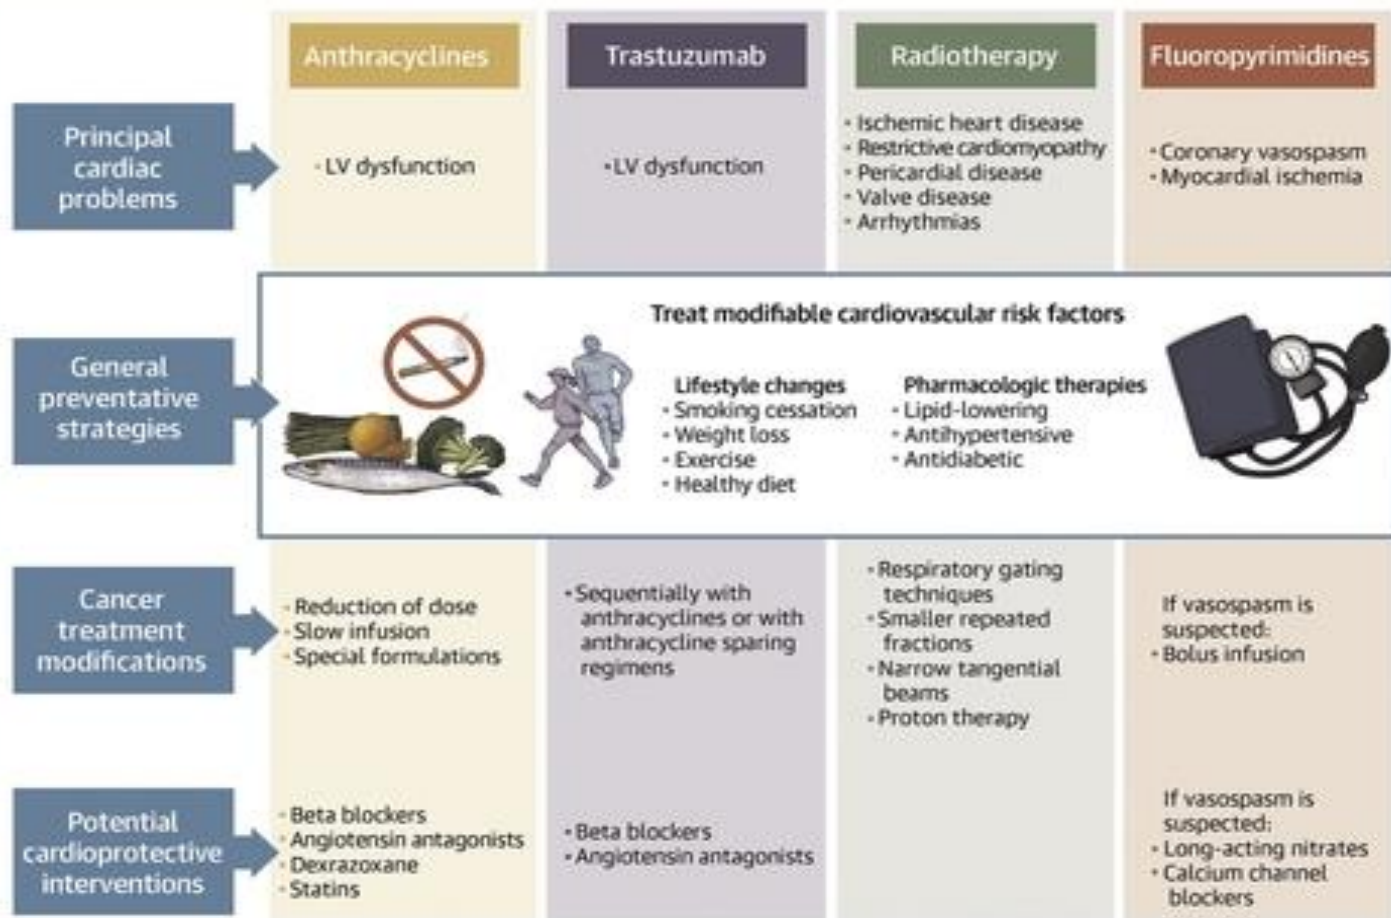 Anthracyclines
Trastuzumab
Radiotherapy
Fluoropyrimidines
Principal
cardiac
problems
• LV dysfunction
• LV dysfunction
• Ischemic heart disease
• Restrictive cardiomyopathy
• Pericardial disease
• Valve disease
• Arrhythmias
• Coronary vasospasm
• Myocardial ischemia
General
preventative
strategies
Treat modifiable cardiovascular risk factors
Lifestyle changes
• Smoking cessation
• Weight loss
• Exercise
• Healthy diet
Pharmacologic therapies
• Lipid-lowering
• Antihypertensive
• Antidiabetic
Cancer
treatment
modifications
• Reduction of dose
• Slow infusion
• Special formulations
• Sequentially with
anthracyclines or with
anthracycline sparing
regimens
• Respiratory gating
techniques
• Smaller repeated
fractions
• Narrow tangential
beams
• Proton therapy
If vasospasm is
suspected:
• Bolus infusion
Potential
cardioprotective
interventions
• Beta blockers
• Angiotensin antagonists
• Dexrazoxane
• Statins
• Beta blockers
• Angiotensin antagonists
If vasospasm is
suspected:
• Long-acting nitrates
• Calcium channel
blockers